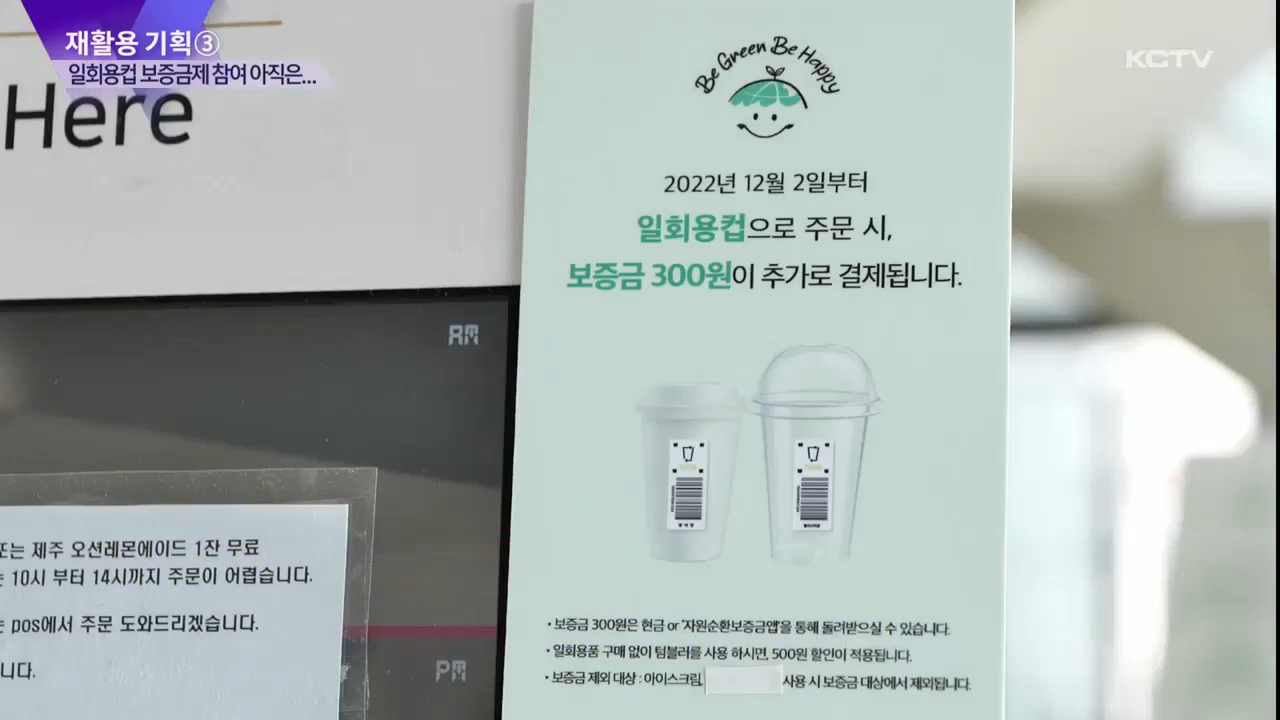 재활용 기획③
일회용컵 보증금제 참여 아직은...
KCTV
Here
Be Green Be Happy
2022년 12월 2일부터
일회용컵으로 주문 시,
보증금 300원이 추가로 결제됩니다.
AM
또는 제주 오션레몬에이드 1잔 무료
는 10시 부터 14시까지 주문이 어렵습니다.
는 pos에서 주문 도와드리겠습니다.
니다.
PM
• 보증금 300원은 현금 or '자원순환보증금앱'을 통해 돌려받으실 수 있습니다.
• 일회용품 구매 없이 텀블러를 사용 하시면, 500원 할인이 적용됩니다.
• 보증금 제외 대상 : 아이스크림, 사용 시 보증금 대상에서 제외됩니다.